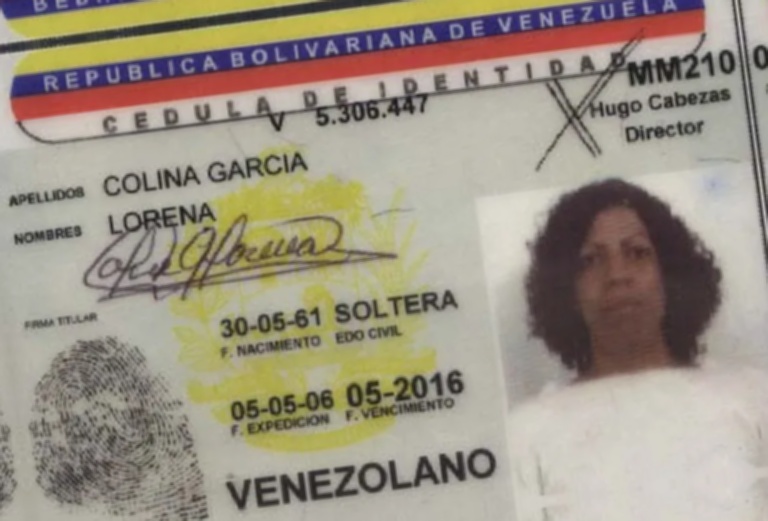 REPUBLICA BOLIVARIANA DE VENEZUELA
CEDULA DE IDENTIDAD
V 5.306.447
MM210
Hugo Cabezas
Director
APELLIDOS COLINA GARCIA
NOMBRES LORENA
FIRMA TITULAR
30-05-61 SOLTERA
F. NACIMIENTO EDO CIVIL
05-05-06 05-2016
F. EXPEDICION F. VENCIMIENTO
VENEZOLANO